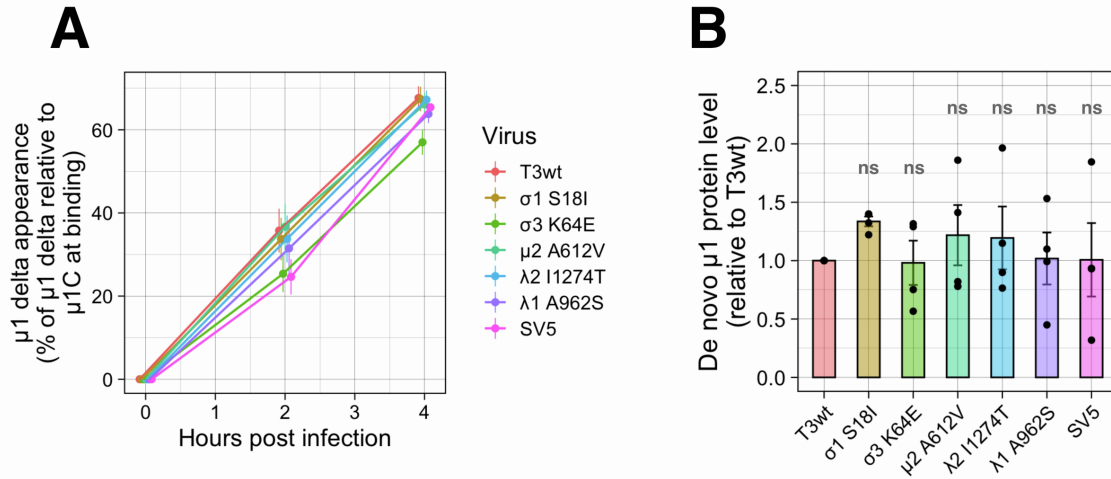 A
μ1 delta appearance
(% of μ1 delta relative to
μ1C at binding)
60
40
20
0
0 1 2 3 4
Hours post infection
Virus
T3wt
σ1 S18I
σ3 K64E
μ2 A612V
λ2 I1274T
λ1 A962S
SV5
B
De novo μ1 protein level
(relative to T3wt)
2.5
2.0
1.5
1.0
0.5
0.0
ns ns ns ns ns ns
T3wt
σ1 S18I
σ3 K64E
μ2 A612V
λ2 I1274T
λ1 A962S
SV5